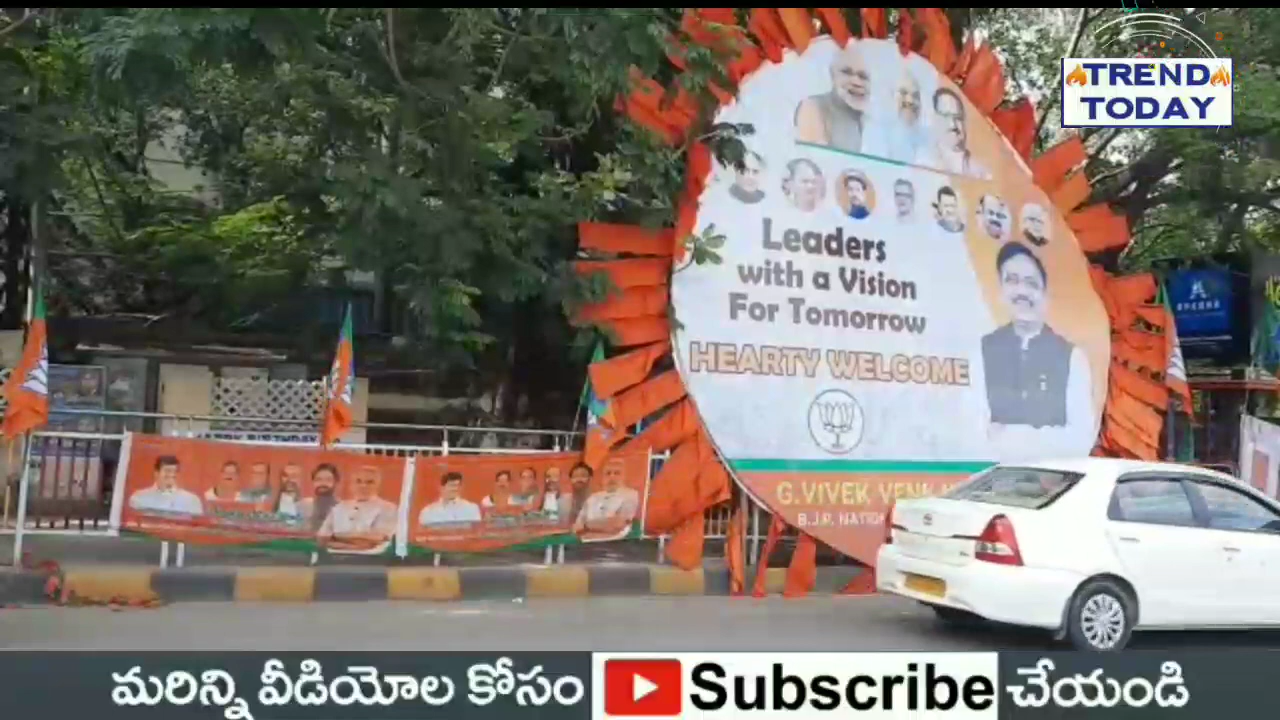 TREND
TODAY
Leaders
with a Vision
For Tomorrow
HEARTY WELCOME
G.VIVEK
B.J.P.
మరిన్ని వీడియోల కోసం Subscribe చేయండి